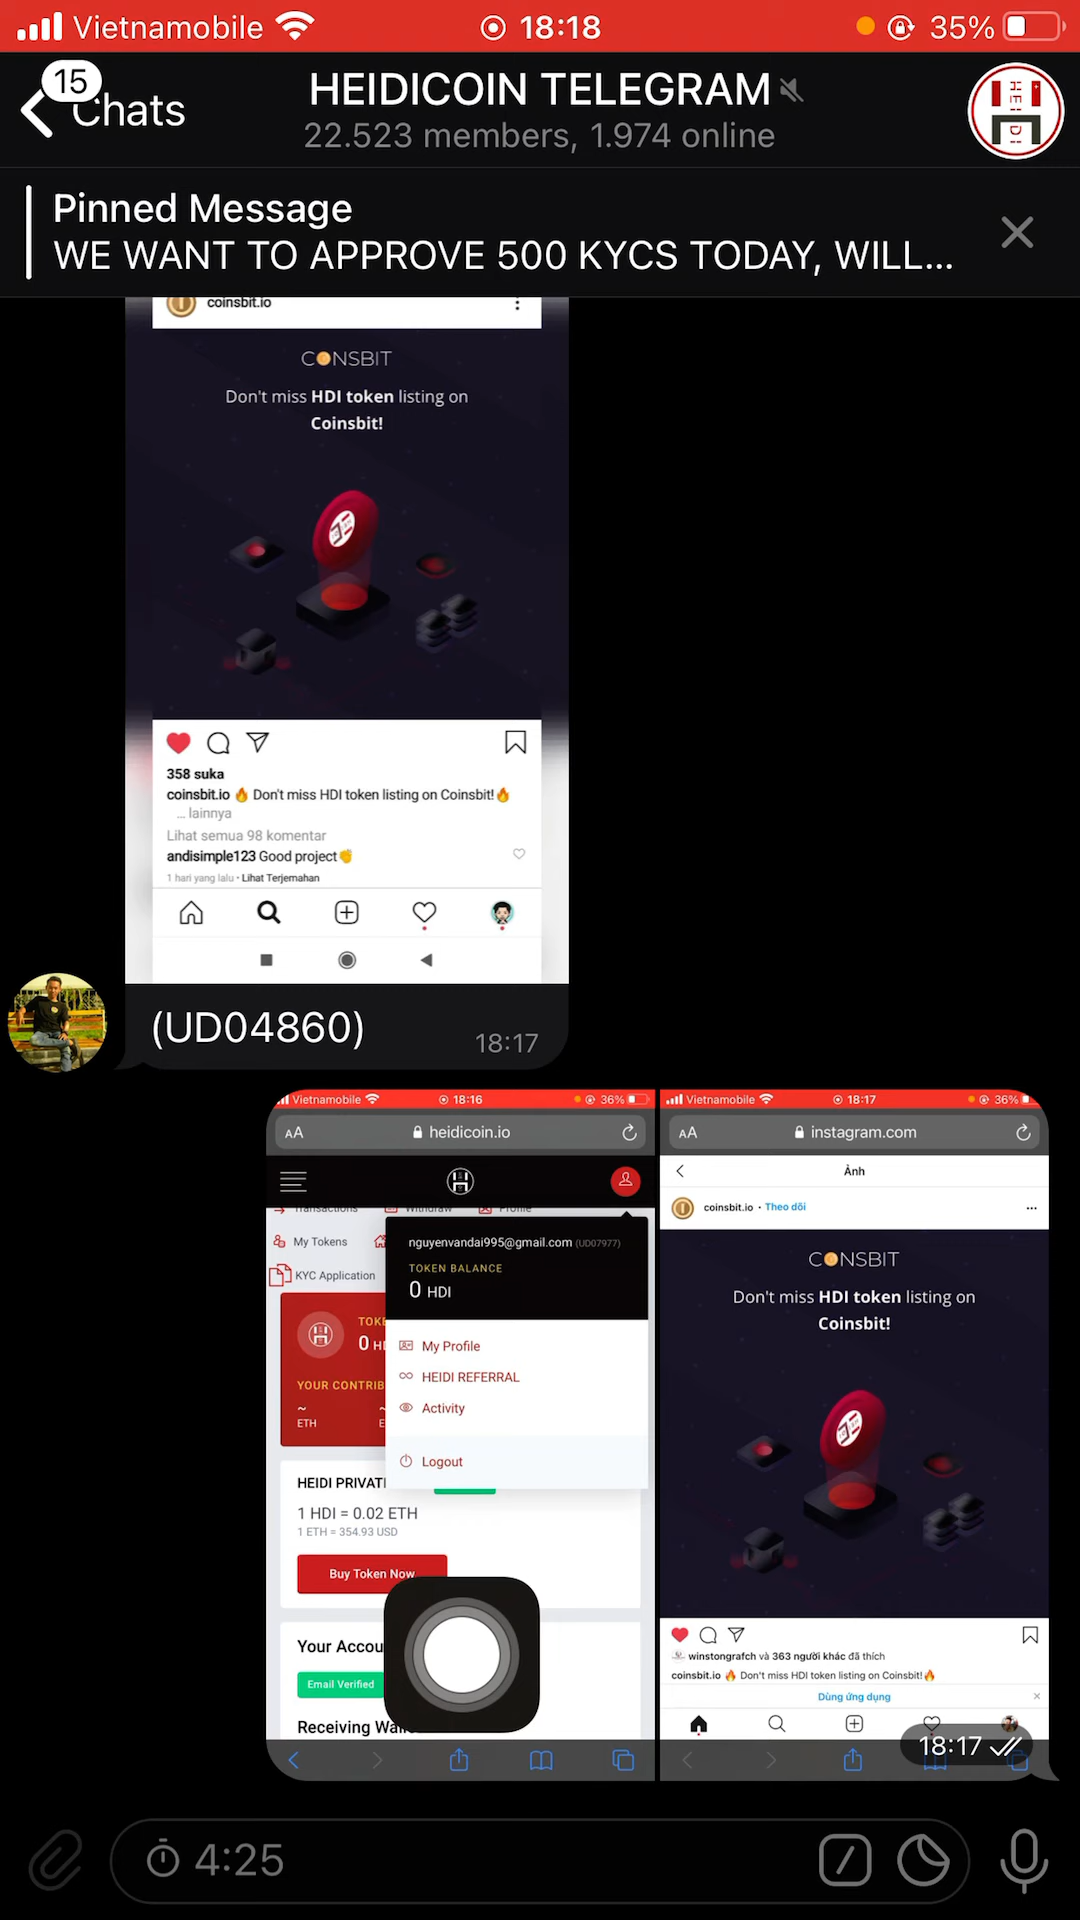 Vietnamobile
18:18
35%
15
Chats
HEIDICOIN TELEGRAM
22.523 members, 1.974 online
HEIDI
Pinned Message
WE WANT TO APPROVE 500 KYCS TODAY, WILL...
coinsbit.io
COINSBIT
Don't miss HDI token listing on
Coinsbit!
358 suka
coinsbit.io 🔥 Don't miss HDI token listing on Coinsbit!🔥
... lainnya
Lihat semua 98 komentar
andisimple123 Good project👏
1 hari yang lalu · Lihat Terjemahan
(UD04860)
18:17
Vietnamobile
18:16
36%
AA
heidicoin.io
Transactions
Withdraw
Profile
My Tokens
KYC Application
nguyenvandai995@gmail.com (UD07977)
TOKEN BALANCE
0 HDI
My Profile
HEIDI REFERRAL
Activity
Logout
TOKE
0 HD
YOUR CONTRIB
~
ETH
~
E
HEIDI PRIVAT
1 HDI = 0.02 ETH
1 ETH = 354.93 USD
Buy Token Now
Your Accou
Email Verified
Receiving Wal
Vietnamobile
18:17
36%
AA
instagram.com
Ảnh
coinsbit.io · Theo dõi
COINSBIT
Don't miss HDI token listing on
Coinsbit!
winstongrafch và 363 người khác đã thích
coinsbit.io 🔥 Don't miss HDI token listing on Coinsbit!🔥
Dùng ứng dụng
18:17
4:25